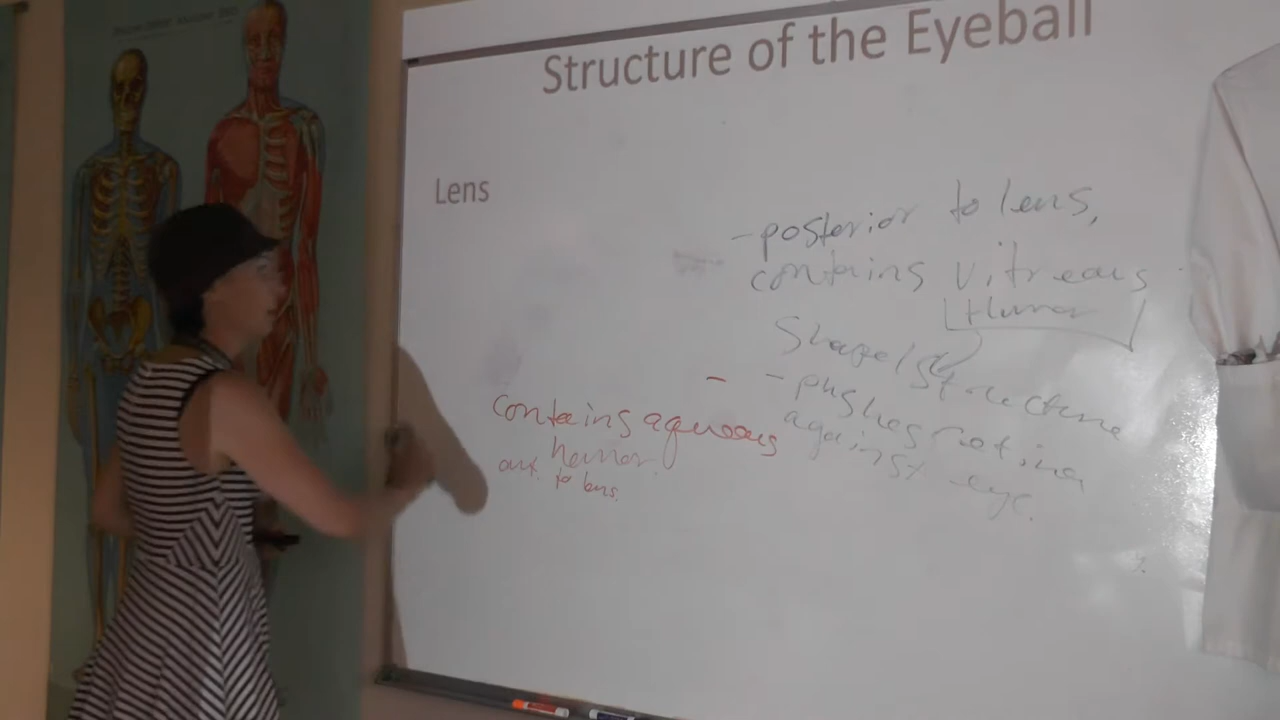 Structure of the Eyeball
Lens
- posterior to lens,
contains vitreous
Humor
Shape/structure
- - pushes retina
against eye.
contains aqueous
humor
ant. to lens.